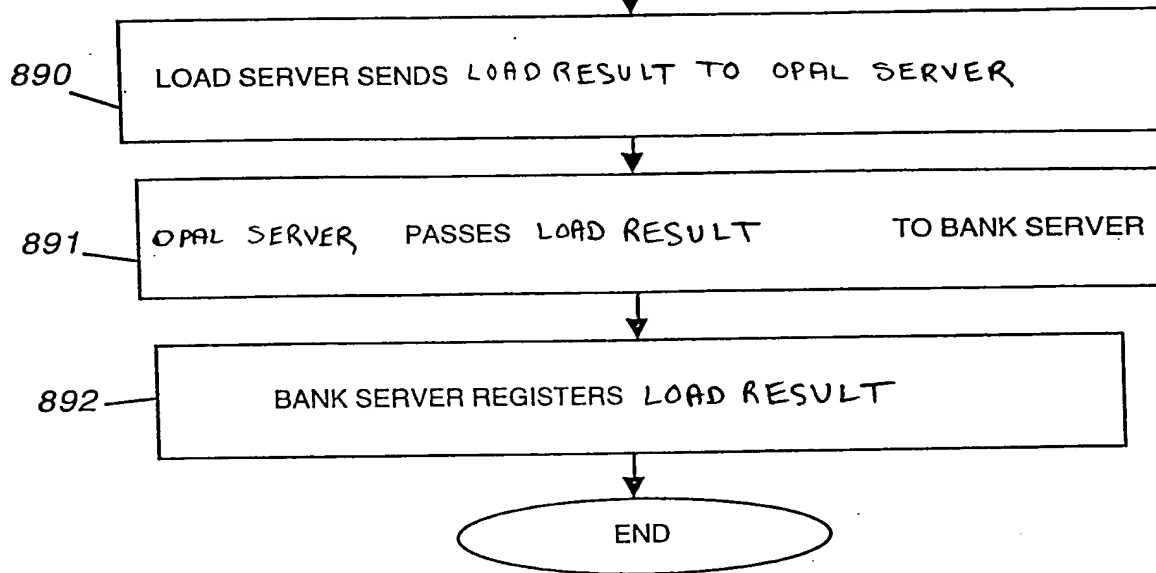 890
LOAD SERVER SENDS LOAD RESULT TO OPAL SERVER
891
OPAL SERVER PASSES LOAD RESULT TO BANK SERVER
892
BANK SERVER REGISTERS LOAD RESULT
END